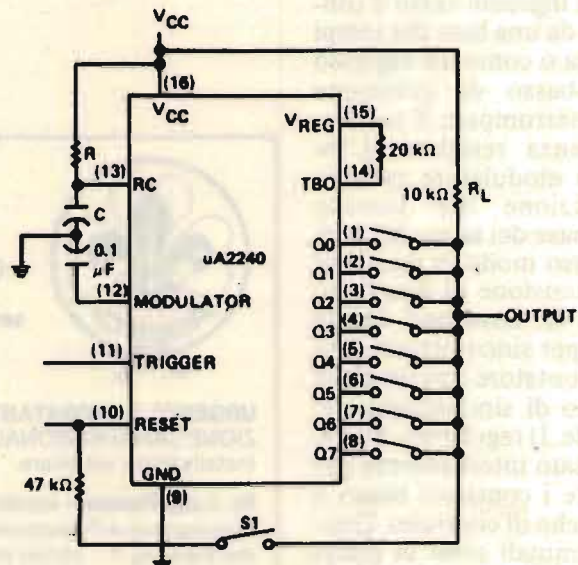 VCC
(16)
VCC
VREG
(15)
20 kΩ
R
(13)
RC
TBO
(14)
10 kΩ
RL
C
0.1
μF
uA2240
(12)
MODULATOR
(11)
TRIGGER
(10)
RESET
Q0 (1)
Q1 (2)
Q2 (3)
Q3 (4)
Q4 (5)
Q5 (6)
Q6 (7)
Q7 (8)
OUTPUT
47 kΩ
GND
(9)
S1